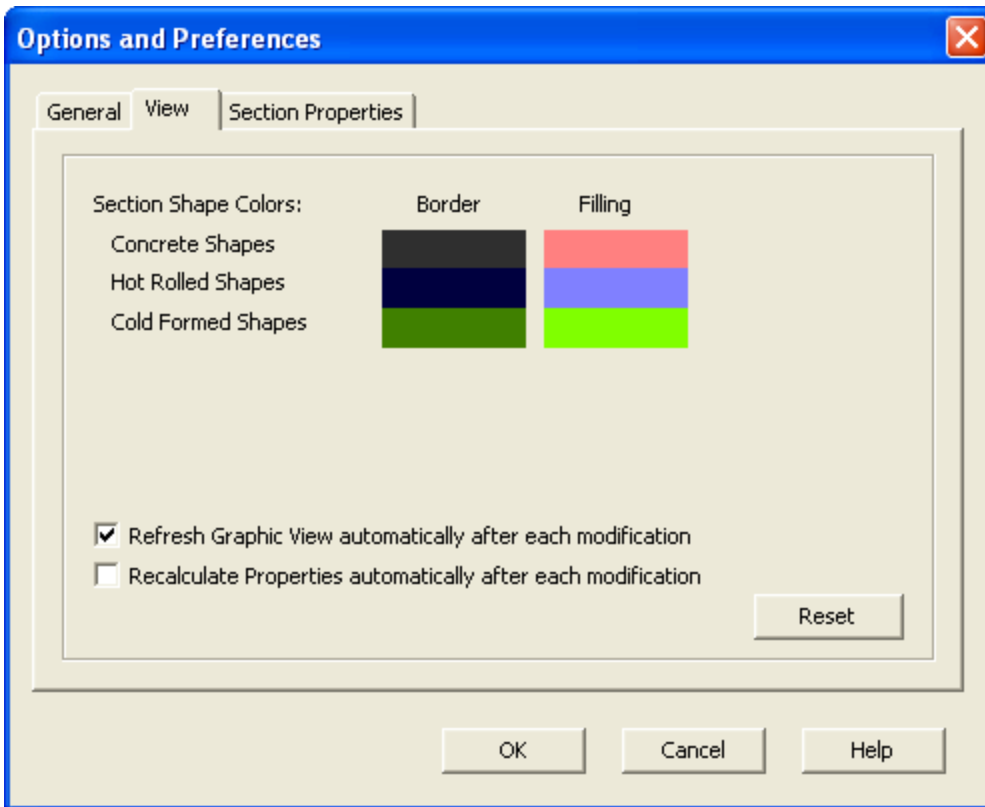 Options and Preferences
General View Section Properties
Section Shape Colors: Border Filling
Concrete Shapes
Hot Rolled Shapes
Cold Formed Shapes
Refresh Graphic View automatically after each modification
Recalculate Properties automatically after each modification
Reset
OK Cancel Help